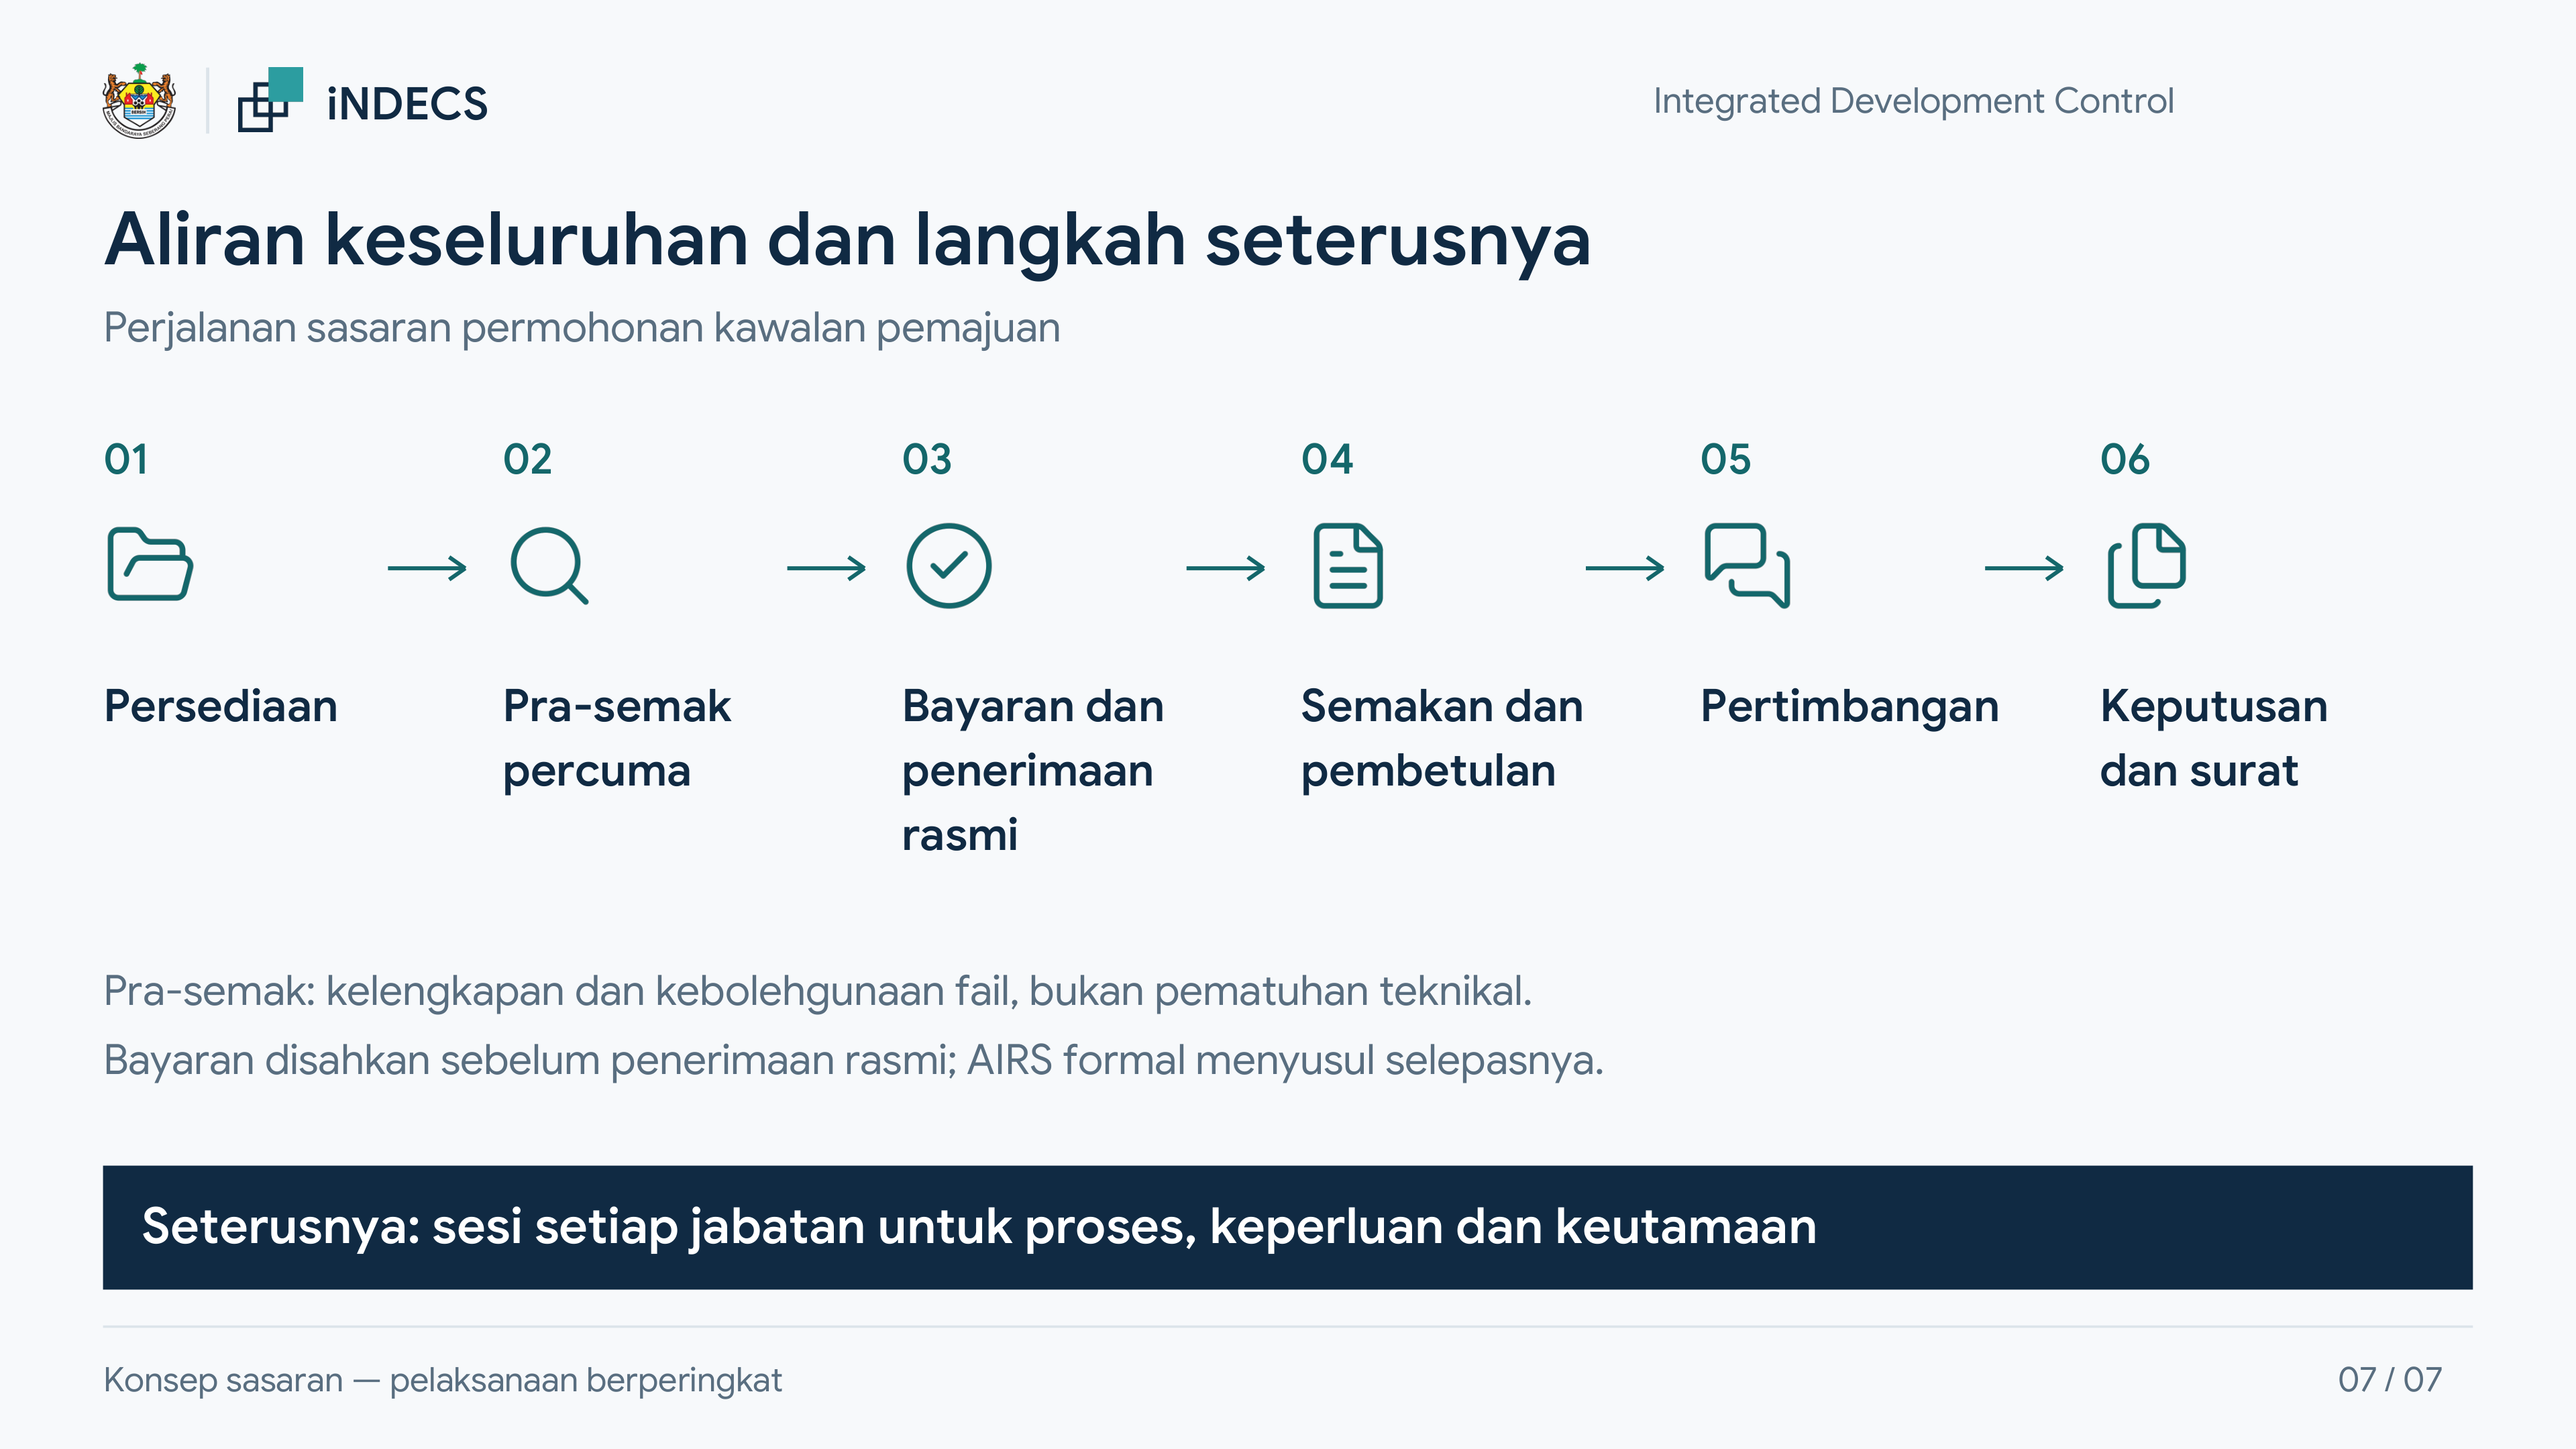 iNDECS
Integrated Development Control
Aliran keseluruhan dan langkah seterusnya
Perjalanan sasaran permohonan kawalan pemajuan
01
02
03
04
05
06
Persediaan
Pra-semak
percuma
Bayaran dan
penerimaan
rasmi
Semakan dan
pembetulan
Pertimbangan
Keputusan
dan surat
Pra-semak: kelengkapan dan kebolehgunaan fail, bukan pematuhan teknikal.
Bayaran disahkan sebelum penerimaan rasmi; AIRS formal menyusul selepasnya.
Seterusnya: sesi setiap jabatan untuk proses, keperluan dan keutamaan
Konsep sasaran — pelaksanaan berperingkat
07 / 07